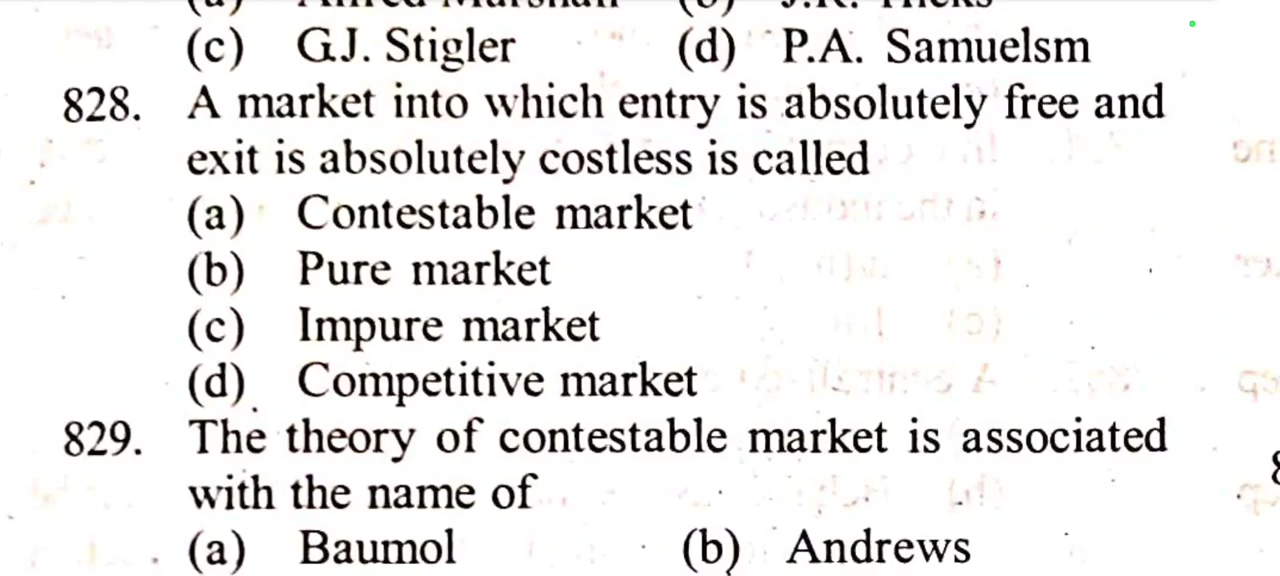 (c) G.J. Stigler (d) P.A. Samuelsm
828. A market into which entry is absolutely free and
exit is absolutely costless is called
(a) Contestable market
(b) Pure market
(c) Impure market
(d) Competitive market
829. The theory of contestable market is associated
with the name of
(a) Baumol (b) Andrews